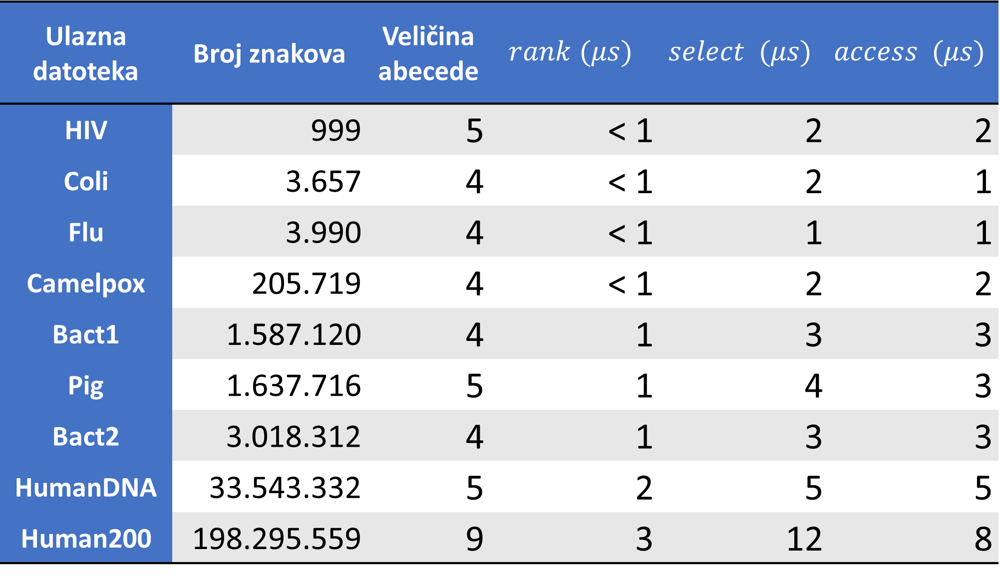 Ulazna datoteka Broj znakova Veličina abecede rank (μs) select (μs) access (μs)
HIV 999 5 < 1 2 2
Coli 3.657 4 < 1 2 1
Flu 3.990 4 < 1 1 1
Camelpox 205.719 4 < 1 2 2
Bact1 1.587.120 4 1 3 3
Pig 1.637.716 5 1 4 3
Bact2 3.018.312 4 1 3 3
HumanDNA 33.543.332 5 2 5 5
Human200 198.295.559 9 3 12 8